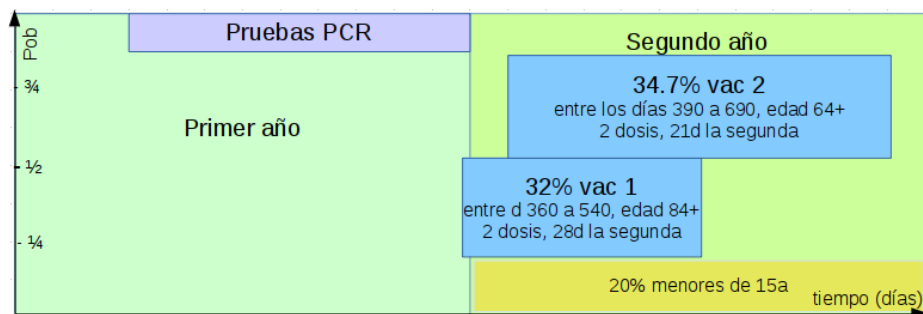 Pob
Pruebas PCR
Segundo año
¾
34.7% vac 2
entre los días 390 a 690, edad 64+
2 dosis, 21d la segunda
Primer año
½
32% vac 1
entre d 360 a 540, edad 84+
2 dosis, 28d la segunda
¼
20% menores de 15a
tiempo (días)